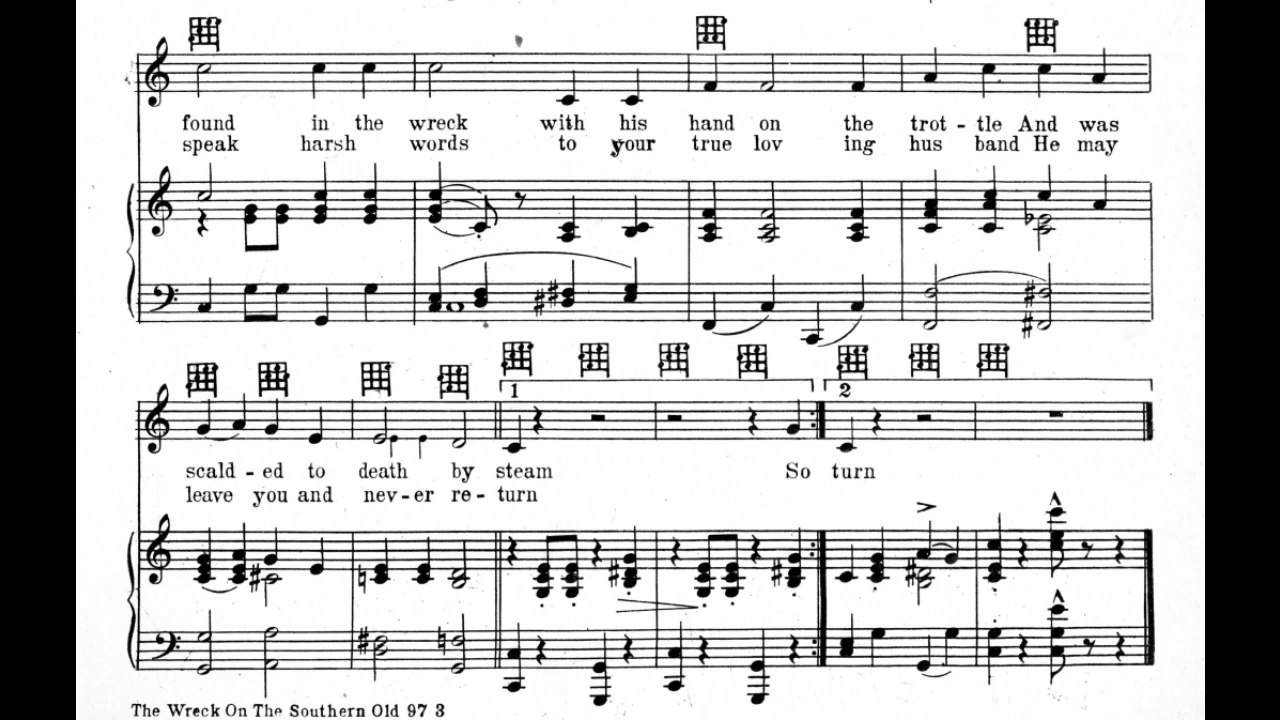 found in the wreck with his hand on the trot - tle And was
speak harsh words to your true lov ing hus band He may
1 2
scald - ed to death by steam So turn
leave you and nev - er re - turn
The Wreck On The Southern Old 97 3